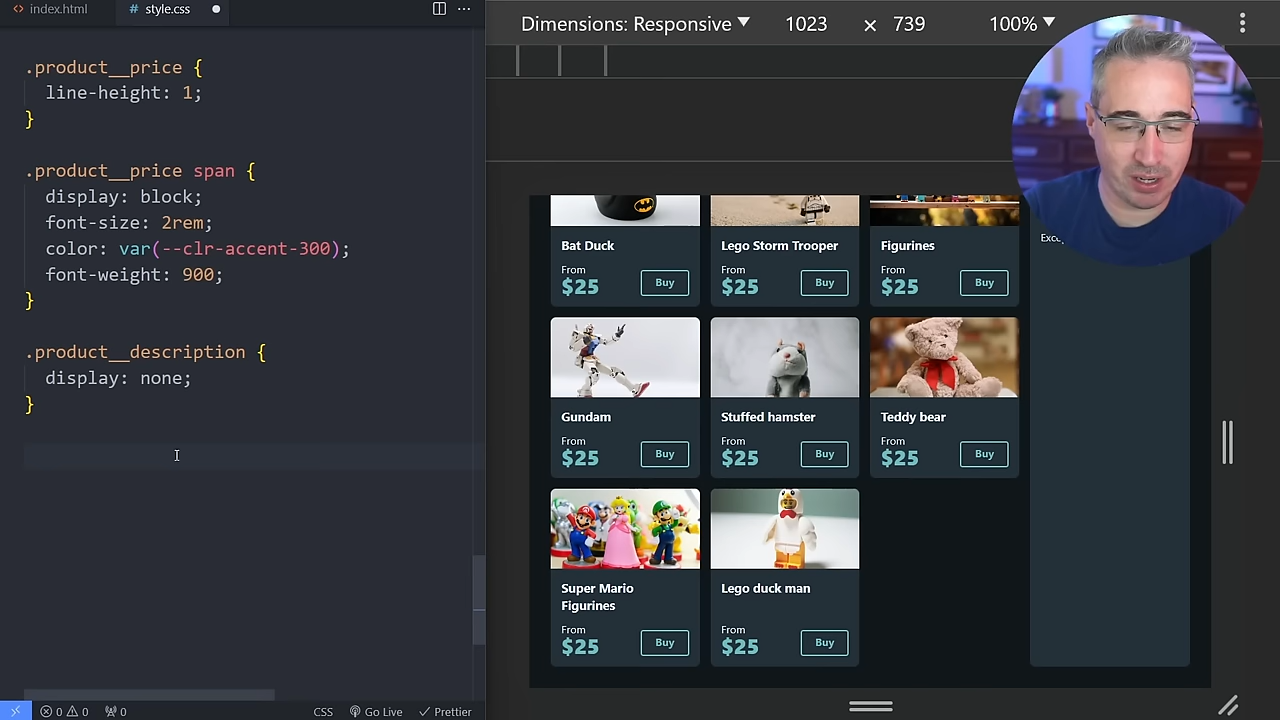 index.html
# style.css
Dimensions: Responsive 1023 × 739 100%
.product__price {
line-height: 1;
}
.product__price span {
display: block;
font-size: 2rem;
color: var(--clr-accent-300);
font-weight: 900;
}
.product__description {
display: none;
}
0 0 0
CSS
Go Live
Prettier
Bat Duck
From
$25
Buy
Lego Storm Trooper
From
$25
Buy
Figurines
From
$25
Buy
Gundam
From
$25
Buy
Stuffed hamster
From
$25
Buy
Teddy bear
From
$25
Buy
Super Mario
Figurines
From
$25
Buy
Lego duck man
From
$25
Buy